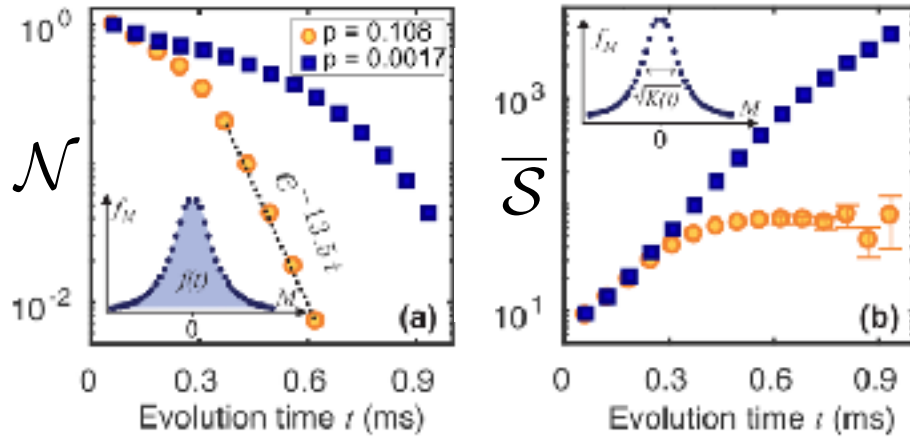 10^0
p = 0.108
p = 0.0017
𝒩
e^-13.5t
f_M
f(t)
M
0
10^-2
(a)
0
0.3
0.6
0.9
Evolution time t (ms)
f_M
√K(t)
M
0
10^3
S̅
10^1
(b)
0
0.3
0.6
0.9
Evolution time t (ms)